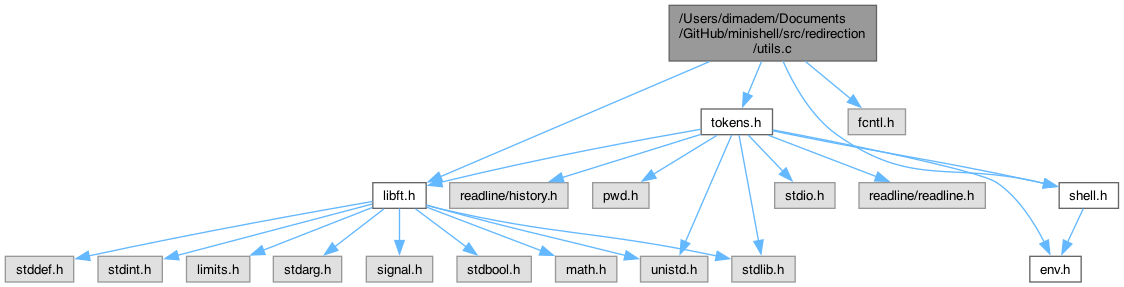 /Users/dimadem/Documents
/GitHub/minishell/src/redirection
/utils.c
tokens.h
fcntl.h
libft.h
readline/history.h
pwd.h
stdio.h
readline/readline.h
shell.h
stddef.h
stdint.h
limits.h
stdarg.h
signal.h
stdbool.h
math.h
unistd.h
stdlib.h
env.h